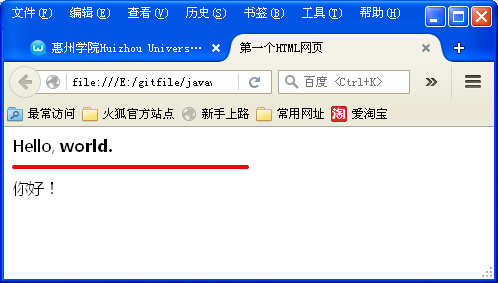 文件(F) 编辑(E) 查看(V) 历史(S) 书签(B) 工具(T) 帮助(H)
惠州学院Huizhou Univers... 第一个HTML网页
file:///E:/gitfile/java 百度 <Ctrl+K>
最常访问 火狐官方站点 新手上路 常用网址 淘 爱淘宝
Hello, world.
你好！